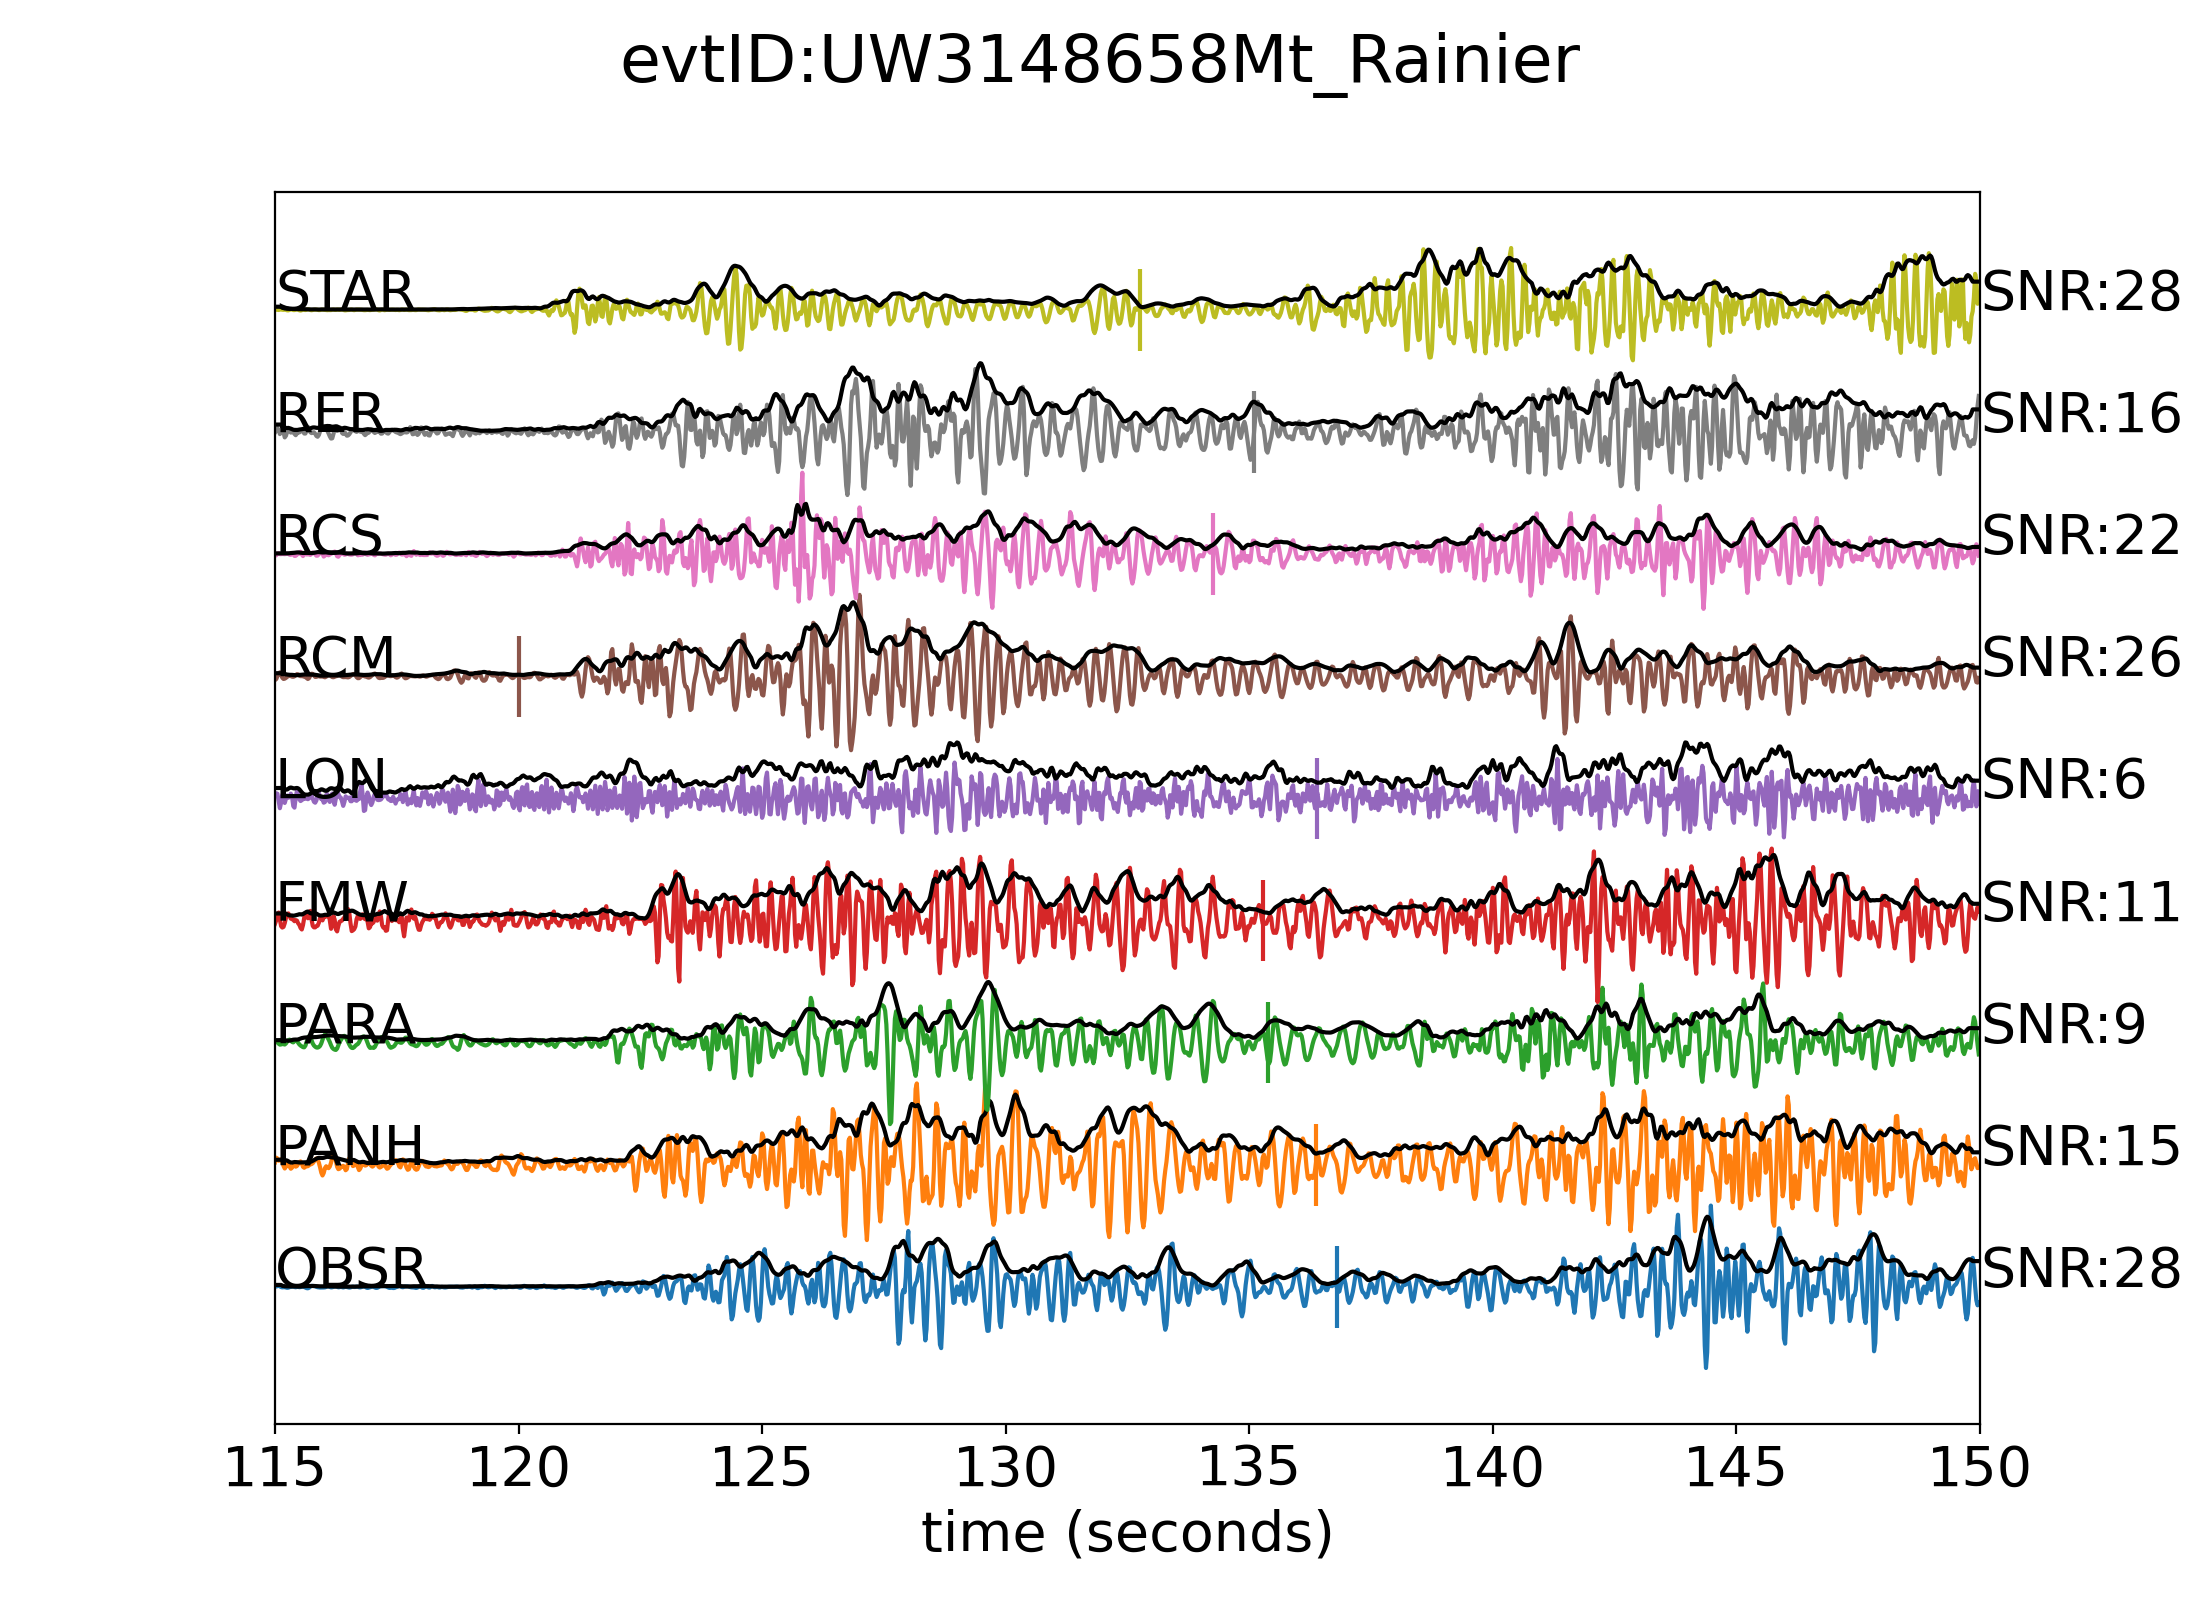 evtID:UW3148658Mt_Rainier
STAR SNR:28
RER SNR:16
RCS SNR:22
RCM SNR:26
LON SNR:6
FMW SNR:11
PARA SNR:9
PANH SNR:15
OBSR SNR:28
115 120 125 130 135 140 145 150
time (seconds)